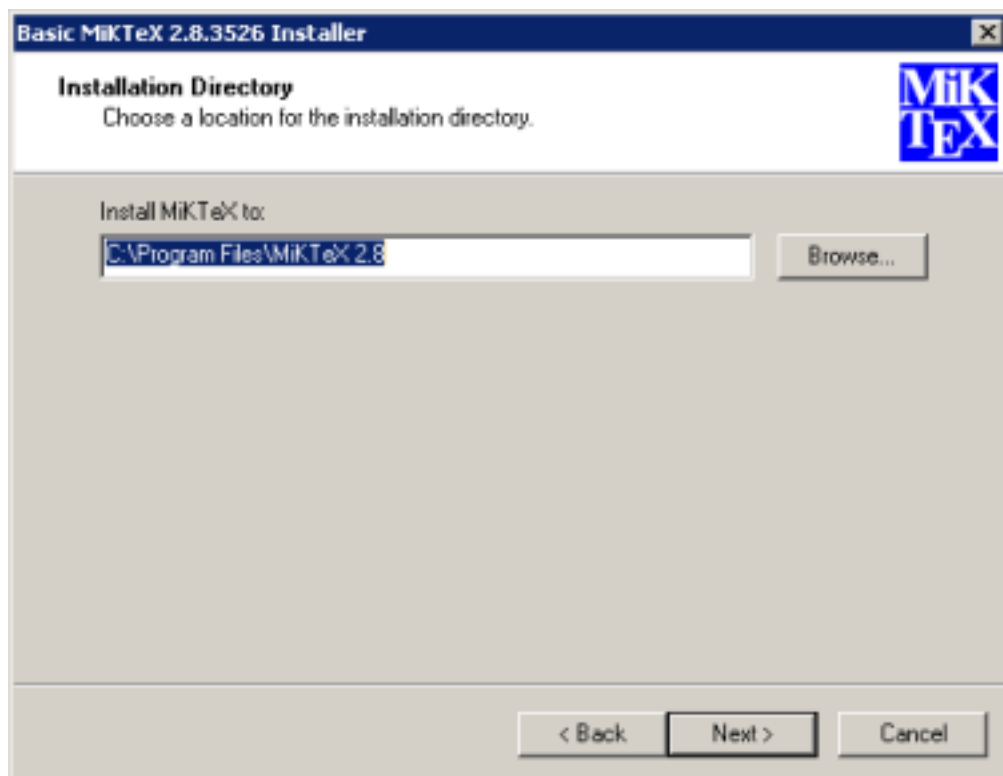 Basic MiKTeX 2.8.3526 Installer
Installation Directory
Choose a location for the installation directory.
MiK
TEX
Install MiKTeX to:
C:\Program Files\MiKTeX 2.8
Browse...
< Back
Next >
Cancel